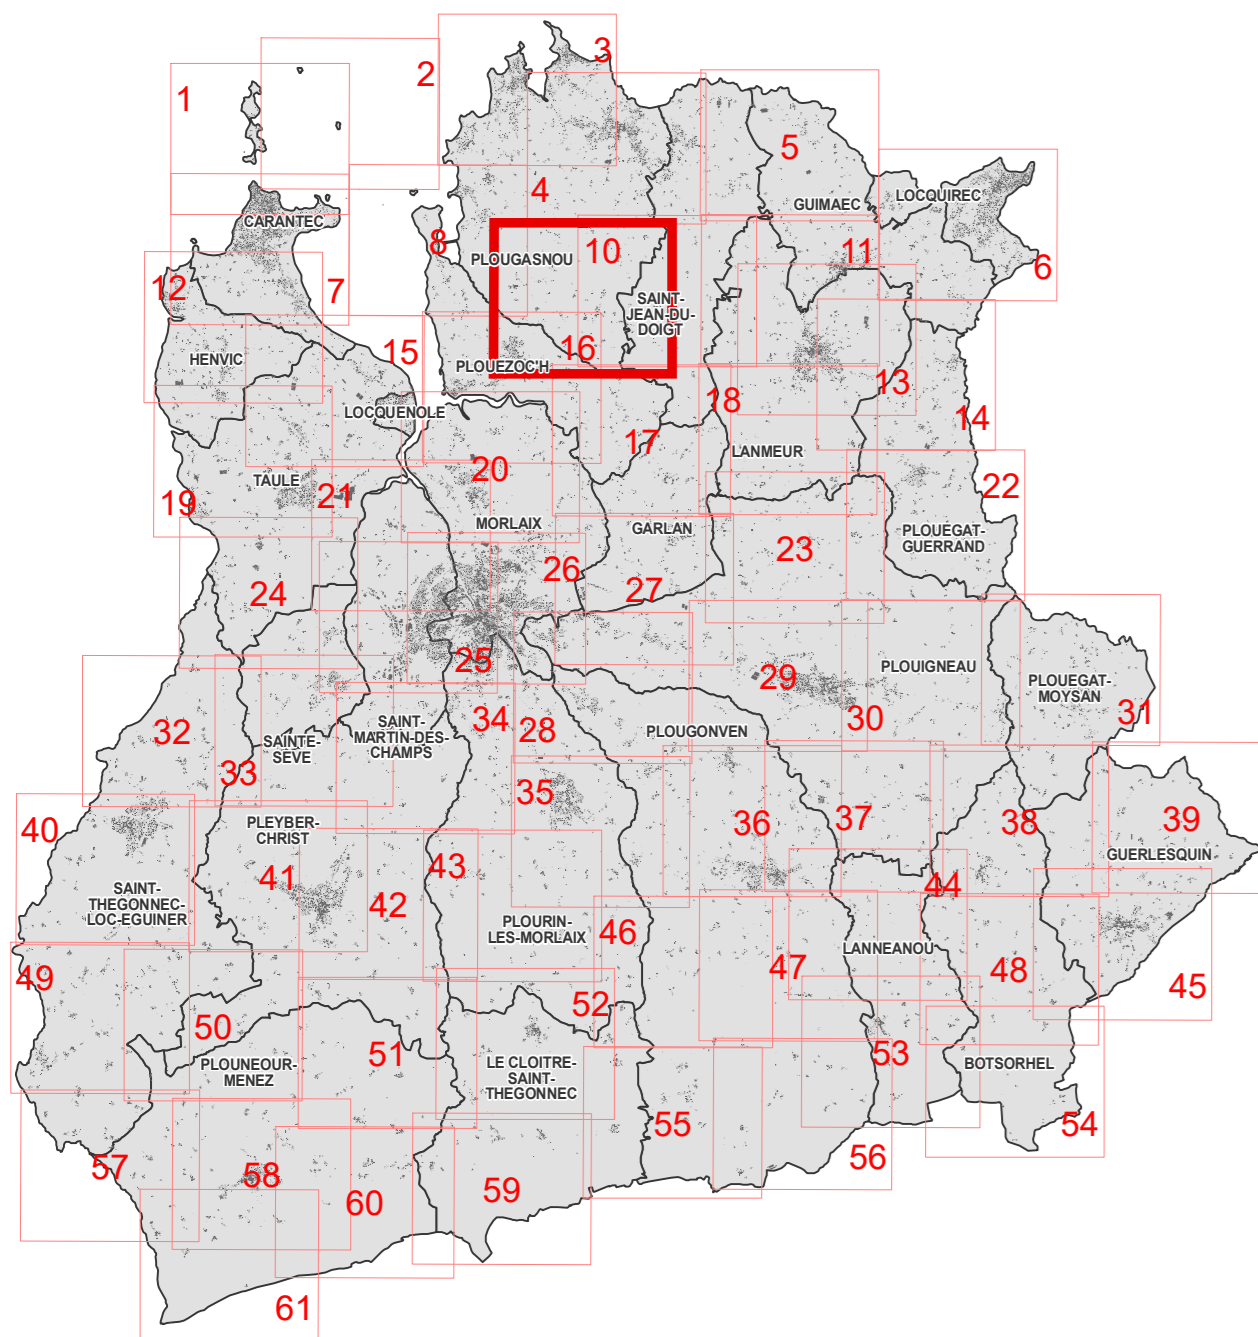 3
2
1
5
4
LOCQUIREC
GUIMAEC
CARANTEC
8
10
11
PLOUGASNOU
6
12
7
SAINT-
JEAN-DU-
DOIGT
15
16
HENVIC
PLOUEZOC'H
13
18
14
LOCQUENOLE
17
LANMEUR
20
TAULE
21
19
22
MORLAIX
GARLAN
PLOUEGAT-
GUERRAND
23
26
24
27
25
29
PLOUIGNEAU
PLOUEGAT-
MOYSAN
34
28
30
31
32
SAINT-
MARTIN-DES-
CHAMPS
PLOUGONVEN
SAINTE-
SEVE
33
35
40
PLEYBER-
CHRIST
36
37
38
39
GUERLESQUIN
41
43
44
SAINT-
THEGONNEC-
LOC-EGUINER
42
PLOURIN-
LES-MORLAIX
46
LANNEANOU
47
48
49
45
52
50
51
53
PLOUNEOUR-
MENEZ
LE CLOITRE-
SAINT-
THEGONNEC
BOTSORHEL
55
54
57
56
58
60
59
61